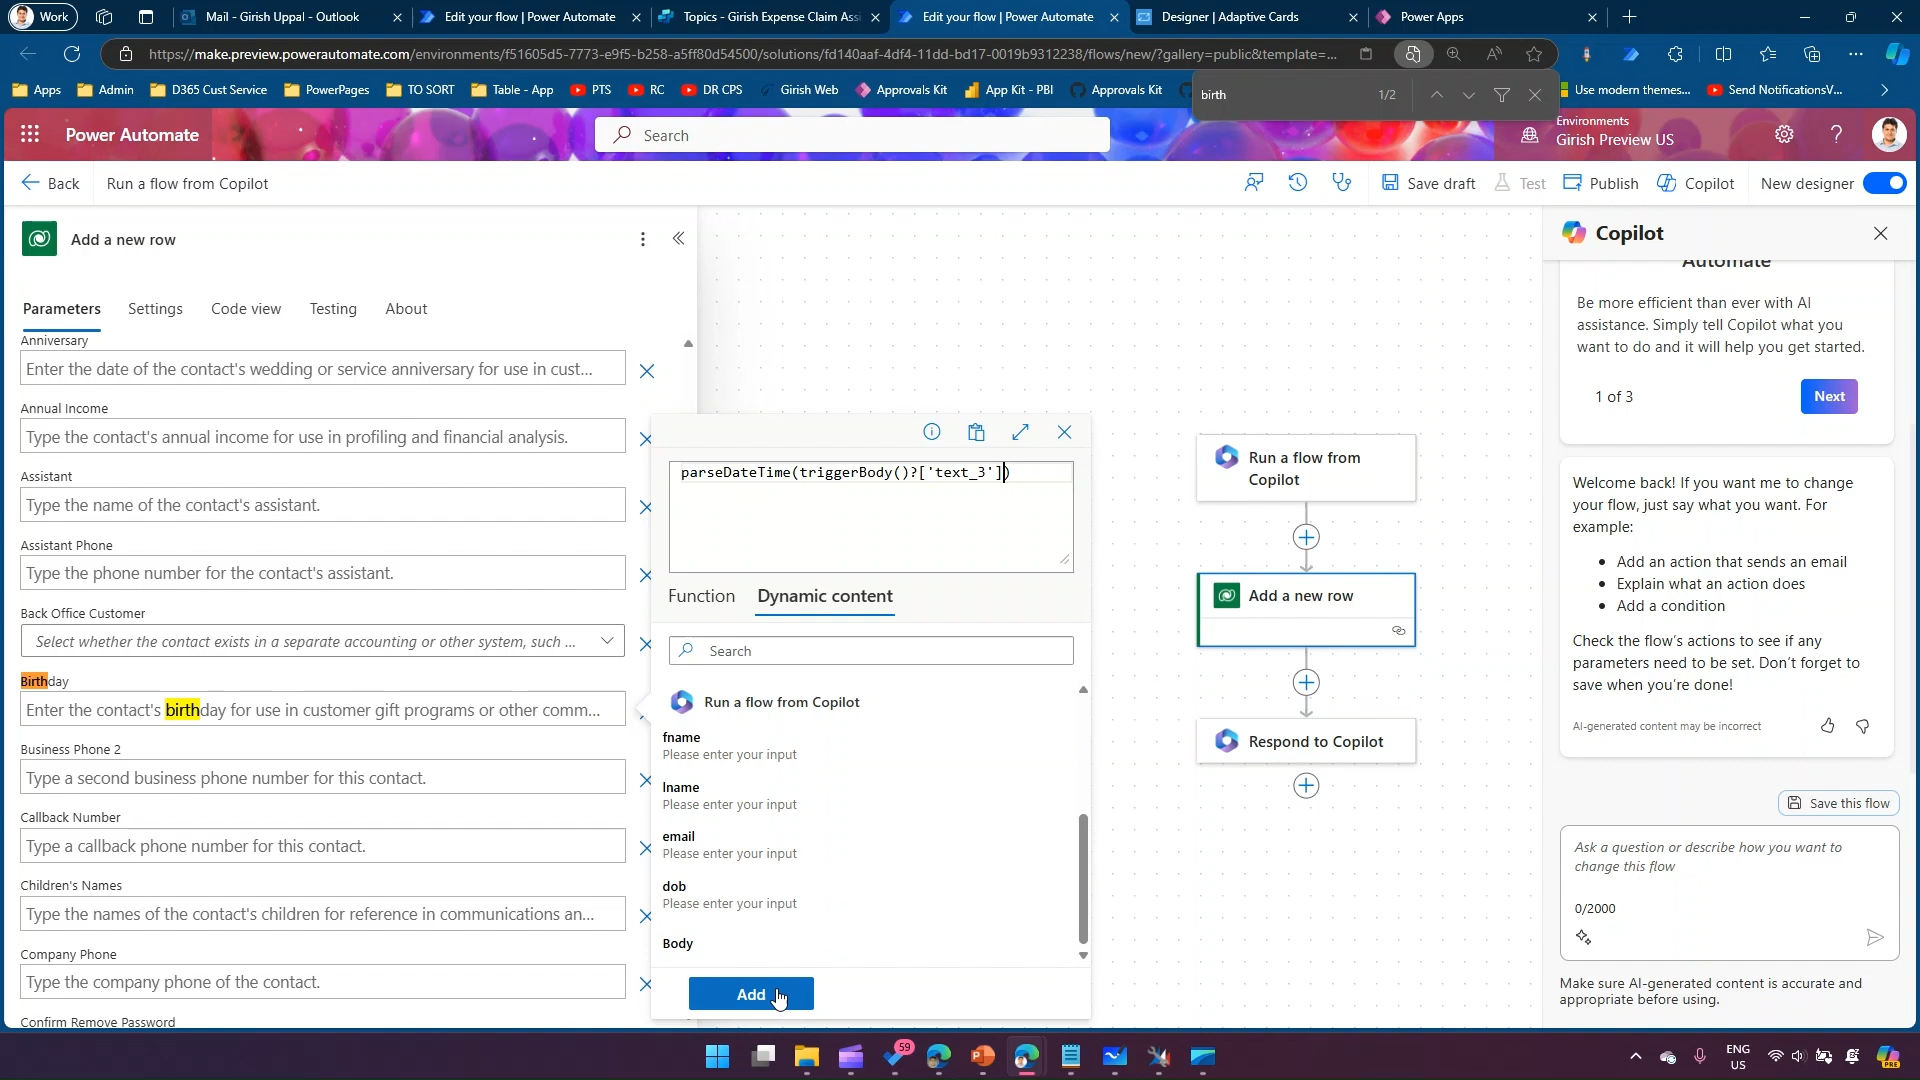 Work
Mail - Girish Uppal - Outlook
Edit your flow | Power Automate
Topics - Girish Expense Claim Assi
Edit your flow | Power Automate
Designer | Adaptive Cards
Power Apps
https://make.preview.powerautomate.com/environments/f51605d5-7773-e9f5-b258-a5ff80d54500/solutions/fd140aaf-4df4-11dd-bd17-0019b9312238/flows/new/?gallery=public&template=...
Apps
Admin
D365 Cust Service
PowerPages
TO SORT
Table - App
PTS
RC
DR CPS
Girish Web
Approvals Kit
App Kit - PBI
Approvals Kit
birth
1/2
Use modern themes...
Send NotificationsV...
Power Automate
Search
Environments
Girish Preview US
Back
Run a flow from Copilot
Save draft
Test
Publish
Copilot
New designer
Add a new row
Parameters
Settings
Code view
Testing
About
Anniversary
Enter the date of the contact's wedding or service anniversary for use in cust...
Annual Income
Type the contact's annual income for use in profiling and financial analysis.
Assistant
Type the name of the contact's assistant.
Assistant Phone
Type the phone number for the contact's assistant.
Back Office Customer
Select whether the contact exists in a separate accounting or other system, such ...
Birthday
Enter the contact's birthday for use in customer gift programs or other comm...
Business Phone 2
Type a second business phone number for this contact.
Callback Number
Type a callback phone number for this contact.
Children's Names
Type the names of the contact's children for reference in communications an...
Company Phone
Type the company phone of the contact.
Confirm Remove Password
parseDateTime(triggerBody()?['text_3'])
Function
Dynamic content
Search
Run a flow from Copilot
fname
Please enter your input
lname
Please enter your input
email
Please enter your input
dob
Please enter your input
Body
Add
Run a flow from
Copilot
Add a new row
Respond to Copilot
Copilot
Automate
Be more efficient than ever with AI
assistance. Simply tell Copilot what you
want to do and it will help you get started.
1 of 3
Next
Welcome back! If you want me to change
your flow, just say what you want. For
example:
• Add an action that sends an email
• Explain what an action does
• Add a condition
Check the flow's actions to see if any
parameters need to be set. Don't forget to
save when you're done!
AI-generated content may be incorrect
Save this flow
Ask a question or describe how you want to
change this flow
0/2000
Make sure AI-generated content is accurate and
appropriate before using.
59
ENG
US
PRE